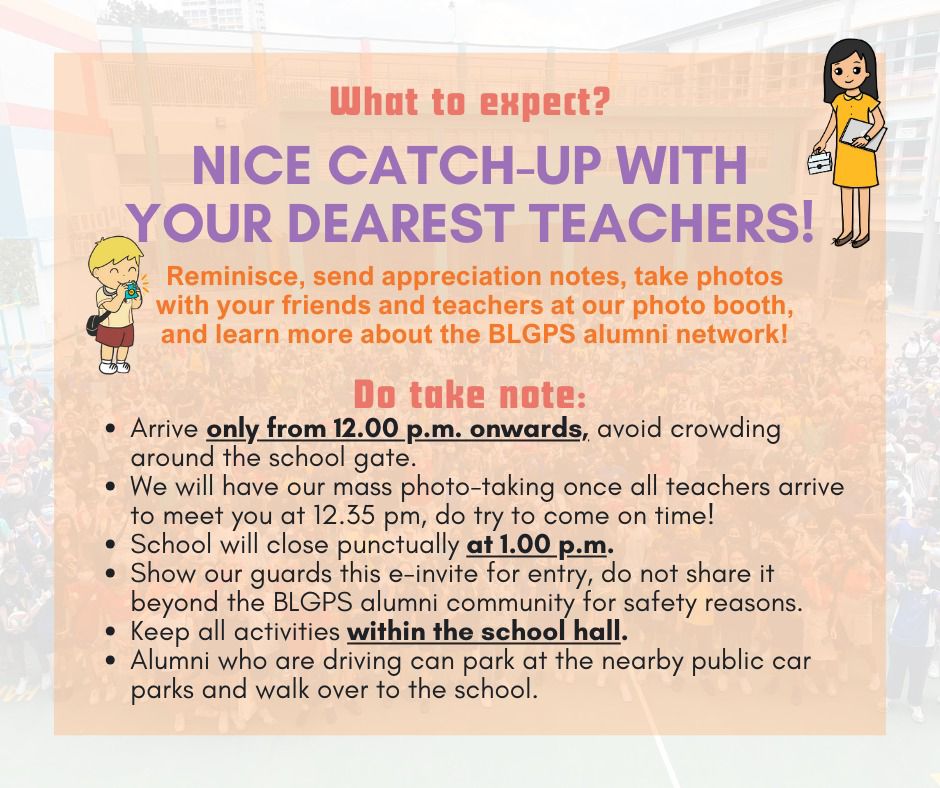 What to expect?
NICE CATCH-UP WITH
YOUR DEAREST TEACHERS!
Reminisce, send appreciation notes, take photos
with your friends and teachers at our photo booth,
and learn more about the BLGPS alumni network!
Do take note:
• Arrive only from 12.00 p.m. onwards, avoid crowding
around the school gate.
• We will have our mass photo-taking once all teachers arrive
to meet you at 12.35 pm, do try to come on time!
• School will close punctually at 1.00 p.m.
• Show our guards this e-invite for entry, do not share it
beyond the BLGPS alumni community for safety reasons.
• Keep all activities within the school hall.
• Alumni who are driving can park at the nearby public car
parks and walk over to the school.